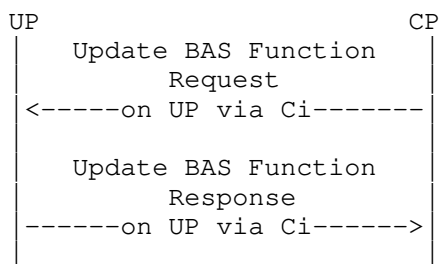 UP CP
Update BAS Function
Request
<-----on UP via Ci-------
Update BAS Function
Response
------on UP via Ci------>